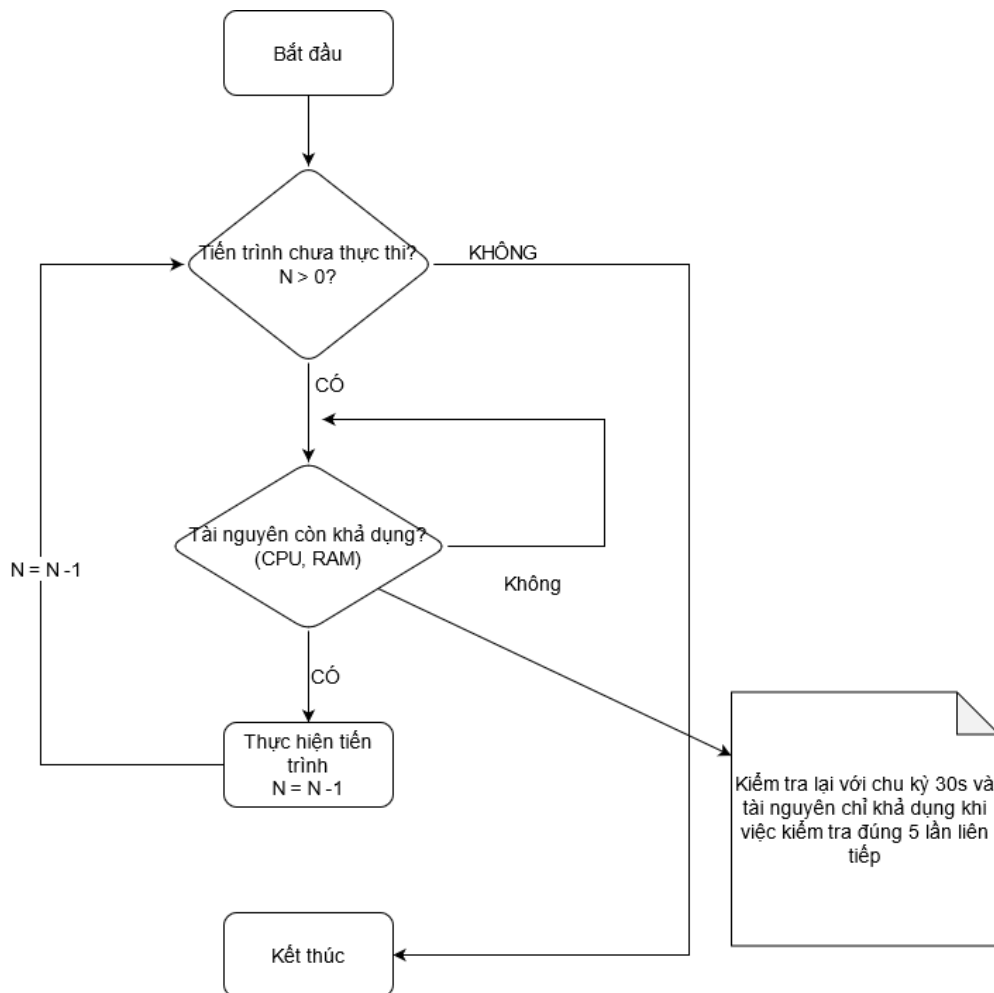 Bắt đầu
Tiến trình chưa thực thi?
N > 0?
KHÔNG
CÓ
Tài nguyên còn khả dụng?
(CPU, RAM)
Không
N = N -1
CÓ
Thực hiện tiến
trình
N = N -1
Kiểm tra lại với chu kỳ 30s và
tài nguyên chỉ khả dụng khi
việc kiểm tra đúng 5 lần liên
tiếp
Kết thúc